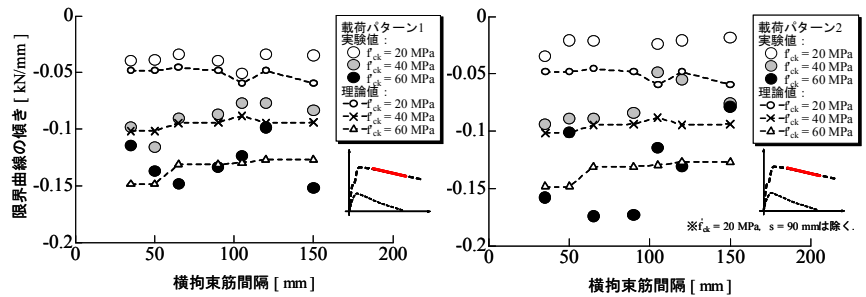 限界曲線の傾き [ kN/mm ]
0
-0.05
-0.1
-0.15
-0.2
0
50
100
150
200
横拘束筋間隔 [ mm ]
載荷パターン1
実験値 :
f'ck = 20 MPa
f'ck = 40 MPa
f'ck = 60 MPa
理論値 :
f'ck = 20 MPa
f'ck = 40 MPa
f'ck = 60 MPa
0
-0.05
-0.1
-0.15
-0.2
0
50
100
150
200
横拘束筋間隔 [ mm ]
載荷パターン2
実験値 :
f'ck = 20 MPa
f'ck = 40 MPa
f'ck = 60 MPa
理論値 :
f'ck = 20 MPa
f'ck = 40 MPa
f'ck = 60 MPa
※f'ck = 20 MPa, s = 90 mmは除く.